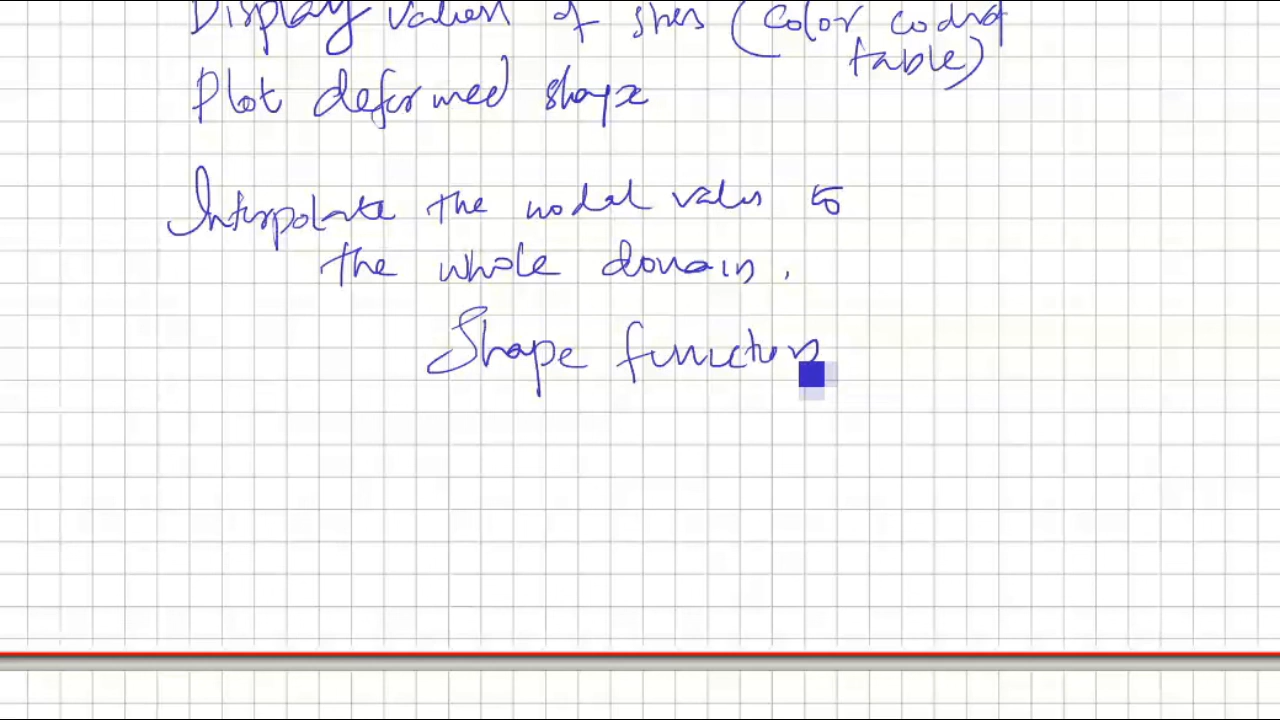 Display values of stress (Color coded
table)
Plot deformed shape
Interpolate the nodal values to
the whole domain.
Shape functions